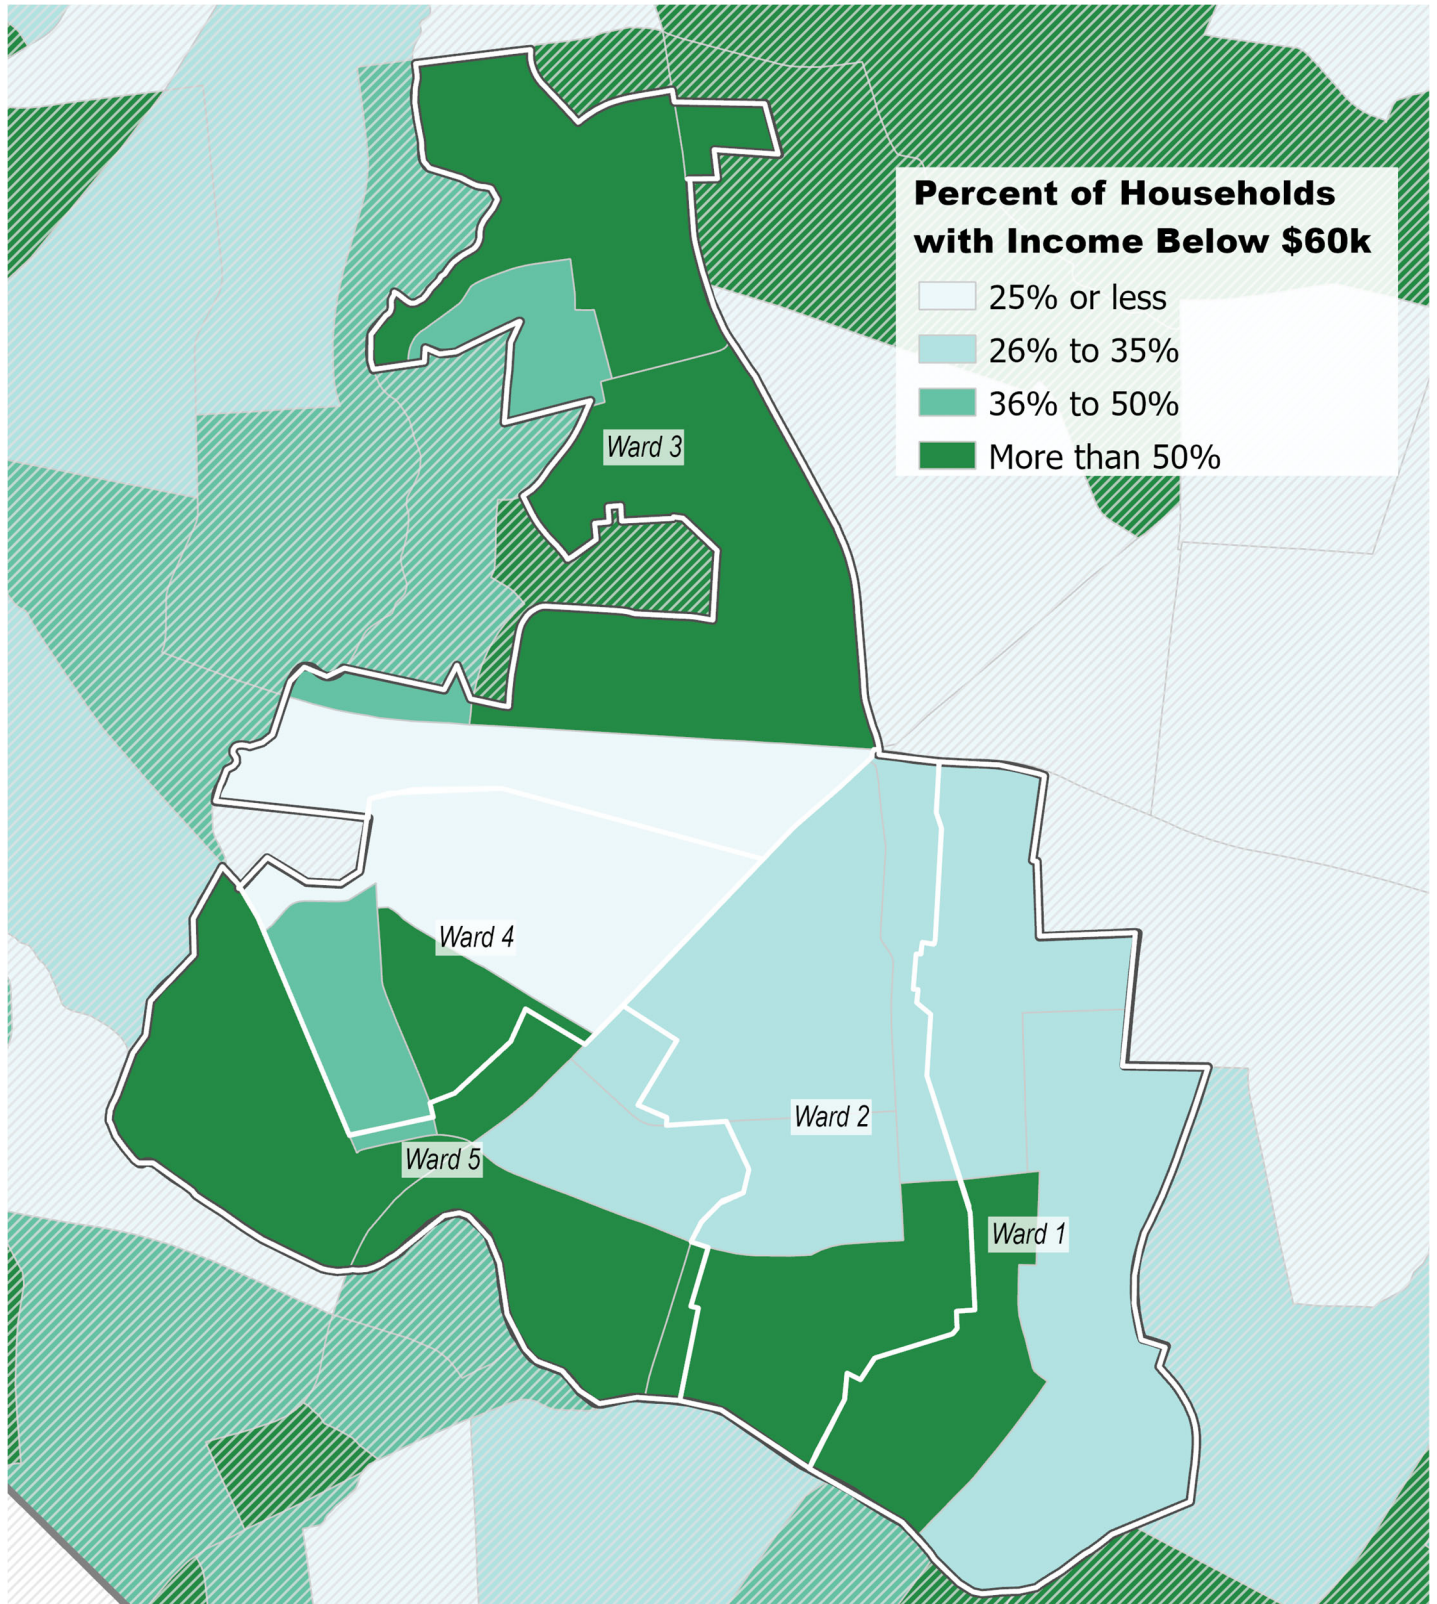 Percent of Households
with Income Below $60k
25% or less
26% to 35%
36% to 50%
More than 50%
Ward 3
Ward 4
Ward 2
Ward 5
Ward 1